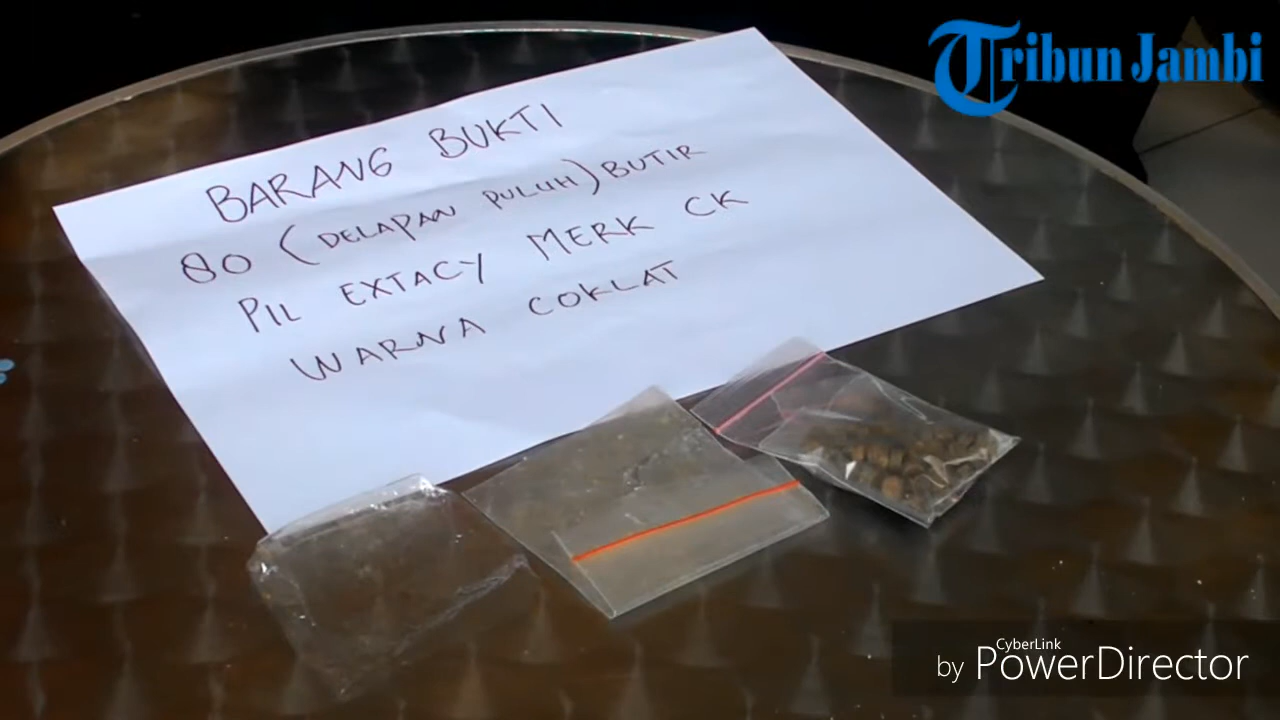 Tribun Jambi
BARANG BUKTI
80 (DELAPAN PULUH) BUTIR
PIL EXTACY MERK CK
WARNA COKLAT
CyberLink
by PowerDirector